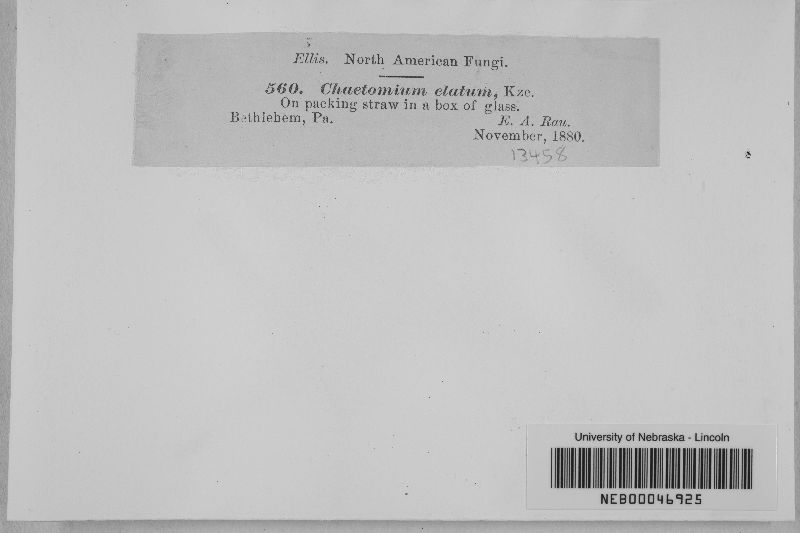 Ellis. North American Fungi.
560. Chaetomium elatum, Kze.
On packing straw in a box of glass.
Bethlehem, Pa. E. A. Rau.
November, 1880.
13458
University of Nebraska - Lincoln
NEB00046925